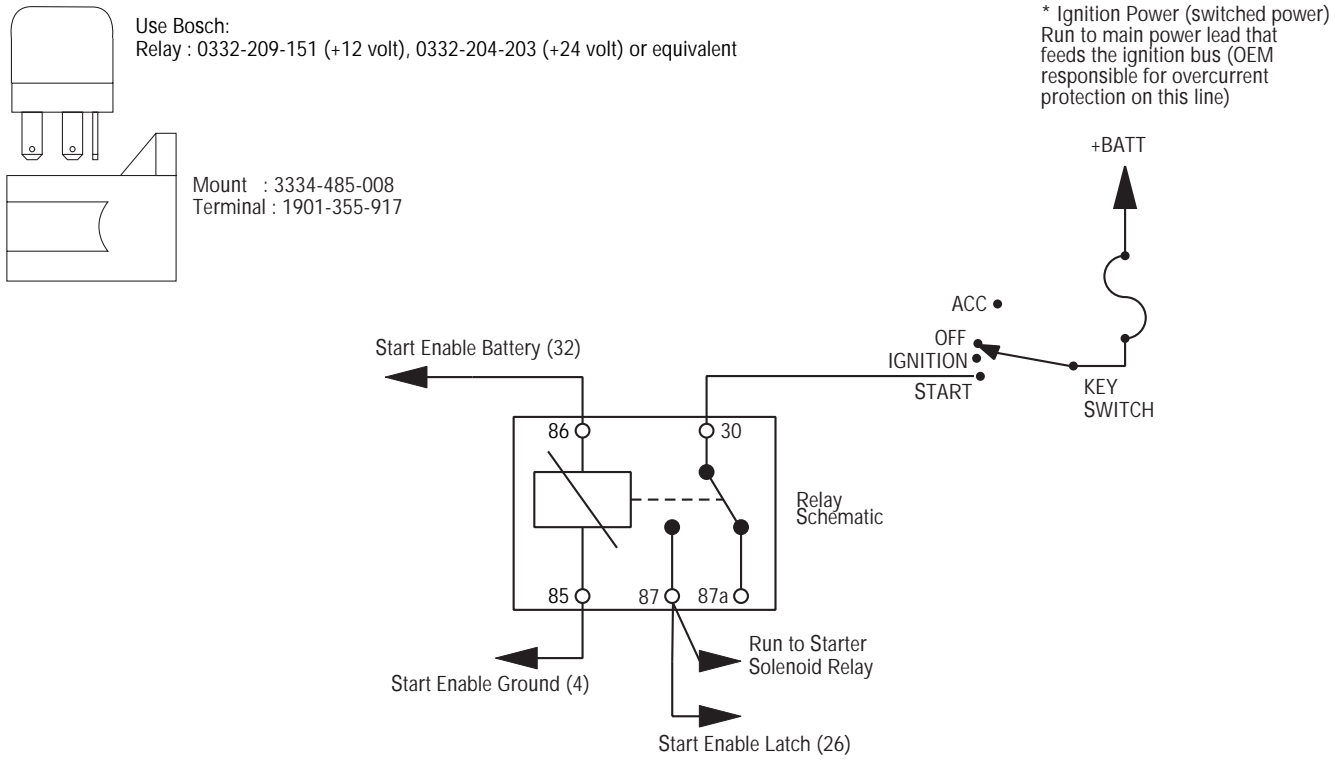 Use Bosch:
Relay : 0332-209-151 (+12 volt), 0332-204-203 (+24 volt) or equivalent
* Ignition Power (switched power)
Run to main power lead that
feeds the ignition bus (OEM
responsible for overcurrent
protection on this line)
+BATT
Mount : 3334-485-008
Terminal : 1901-355-917
ACC
OFF
IGNITION
START
KEY
SWITCH
Start Enable Battery (32)
86
30
Relay
Schematic
85
87
87a
Run to Starter
Solenoid Relay
Start Enable Ground (4)
Start Enable Latch (26)